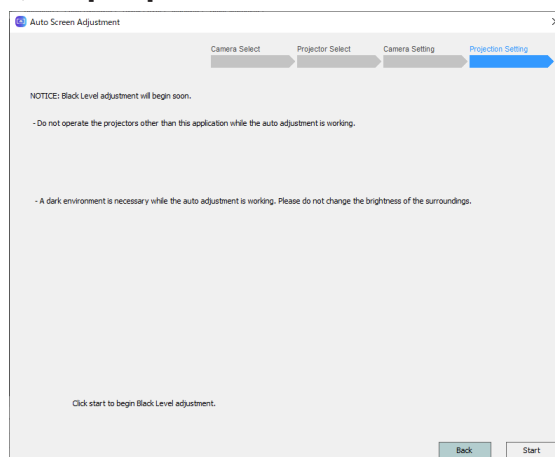 Auto Screen Adjustment
Camera Select Projector Select Camera Setting Projection Setting
NOTICE: Black Level adjustment will begin soon.
- Do not operate the projectors other than this application while the auto adjustment is working.
- A dark environment is necessary while the auto adjustment is working. Please do not change the brightness of the surroundings.
Click start to begin Black Level adjustment.
Back Start